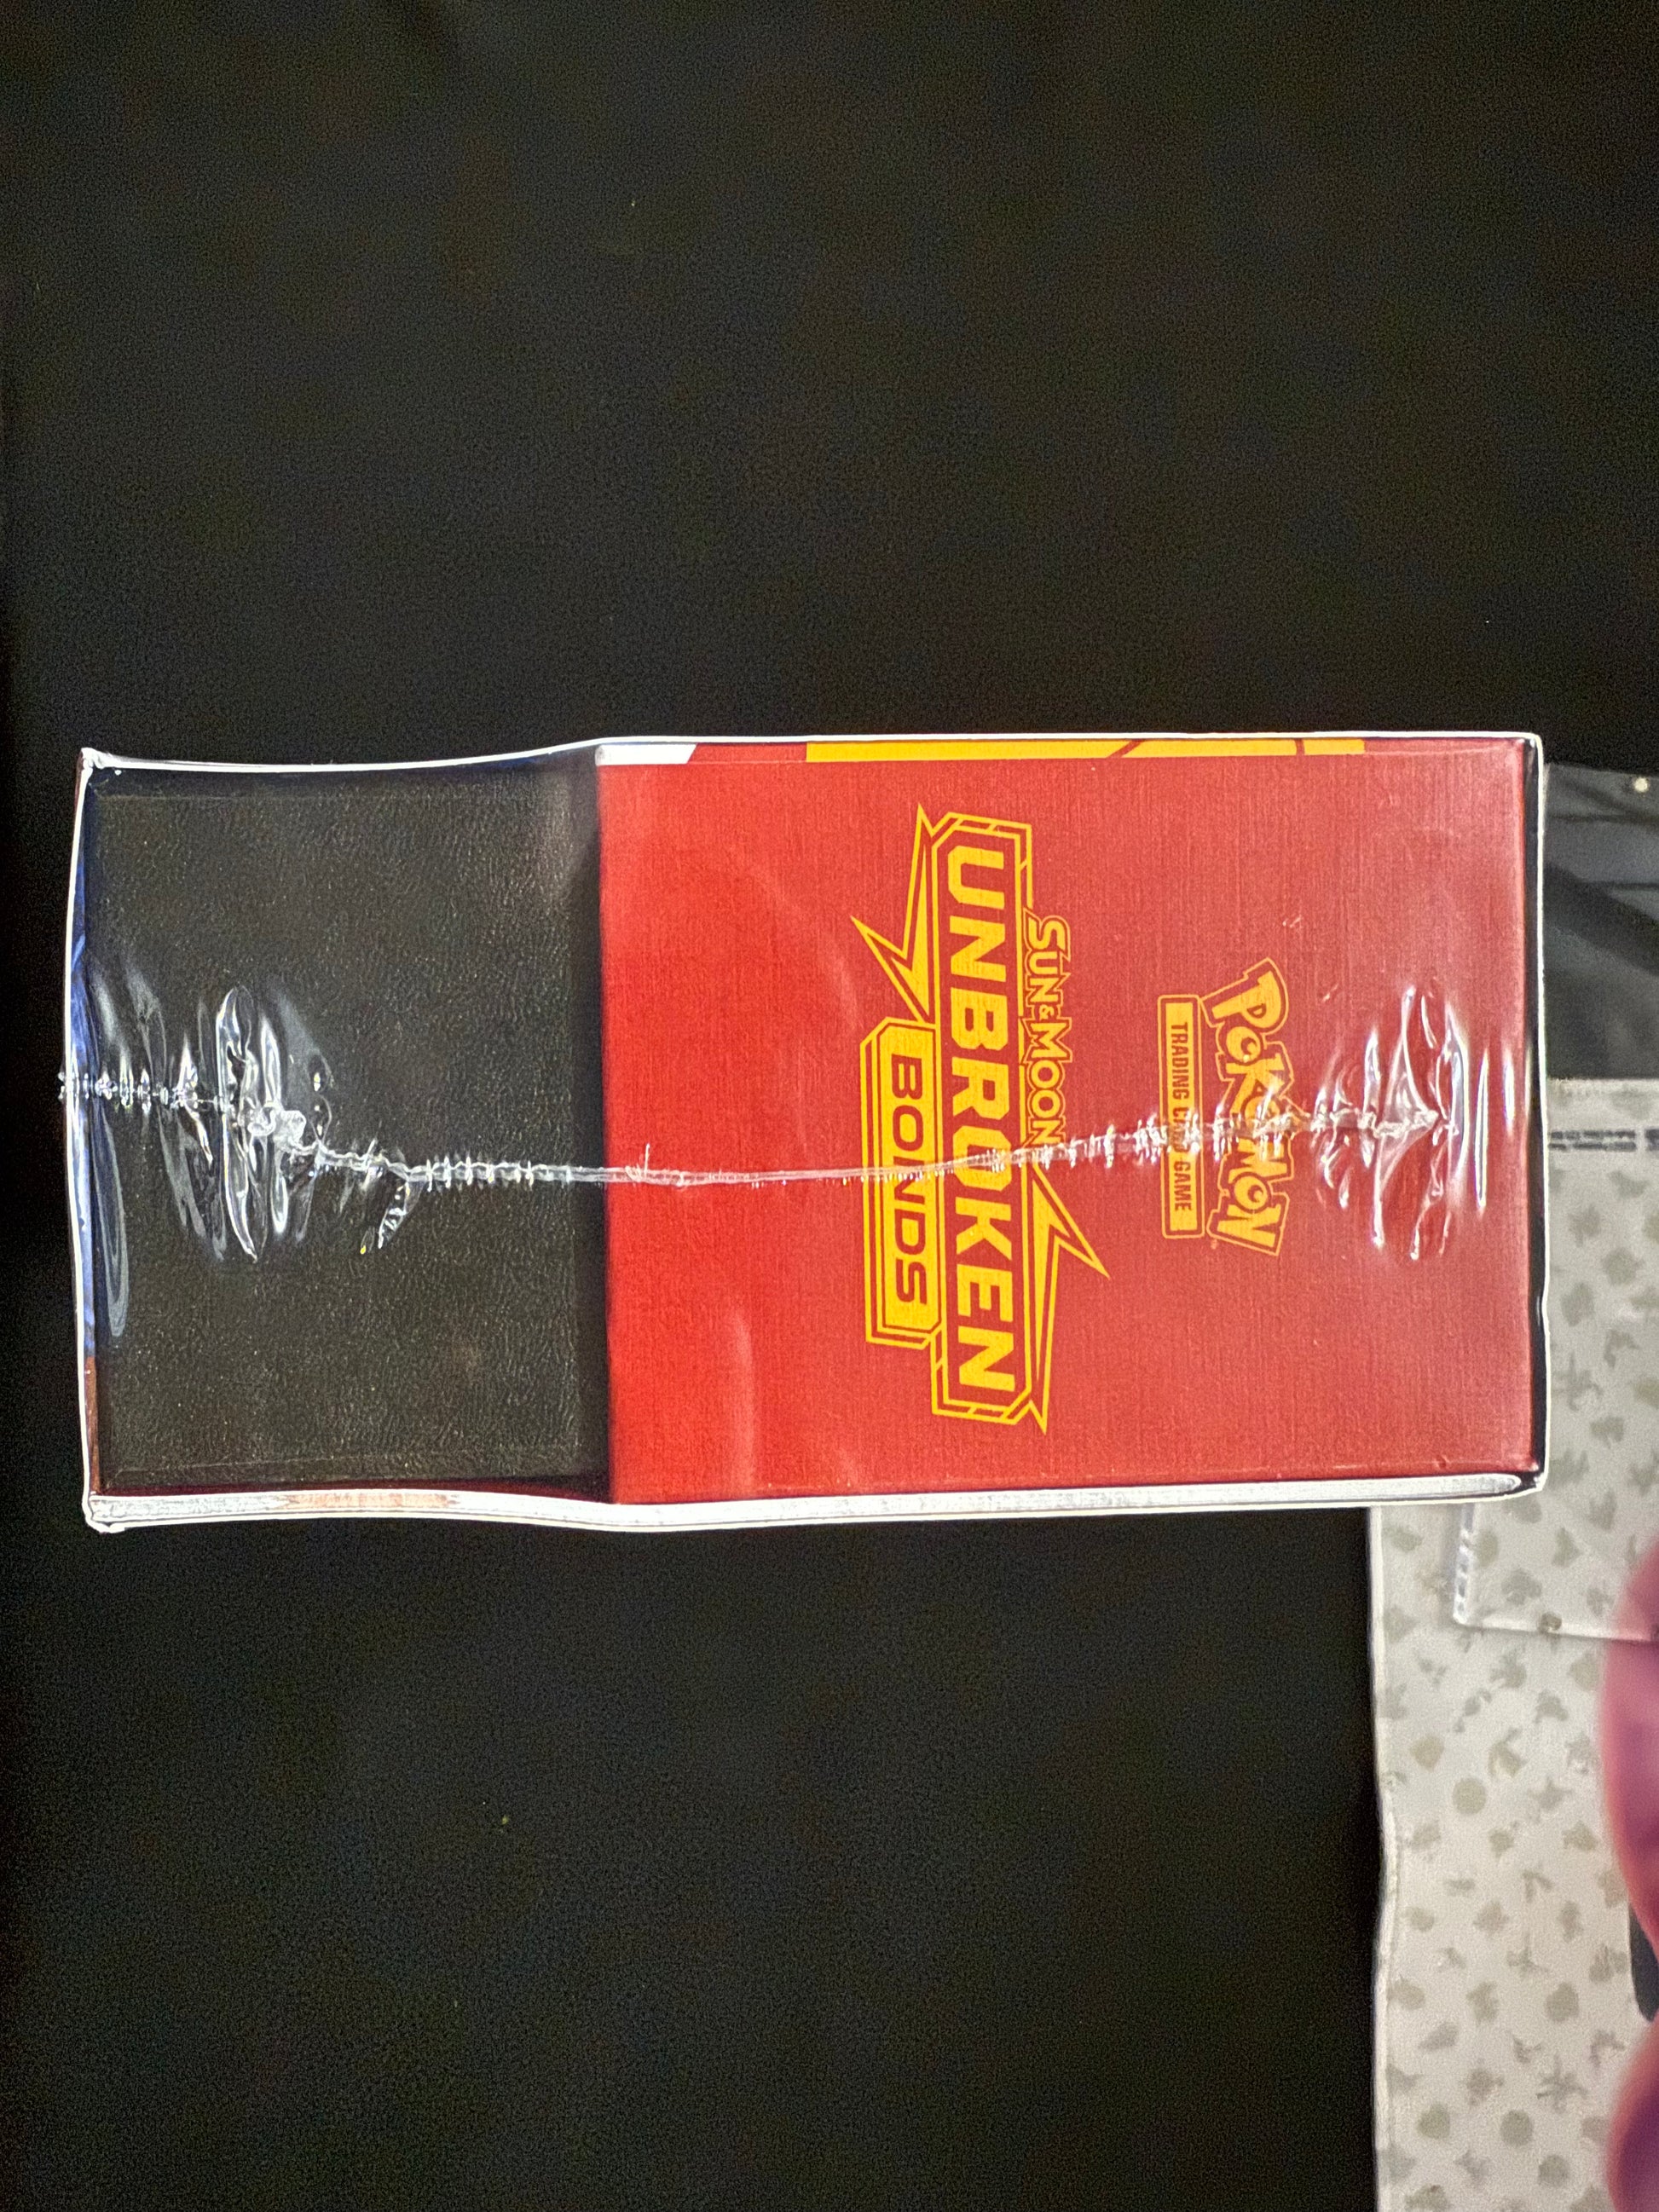 POKÉMON
TRADING CARD GAME
SUN & MOON
UNBROKEN
BONDS